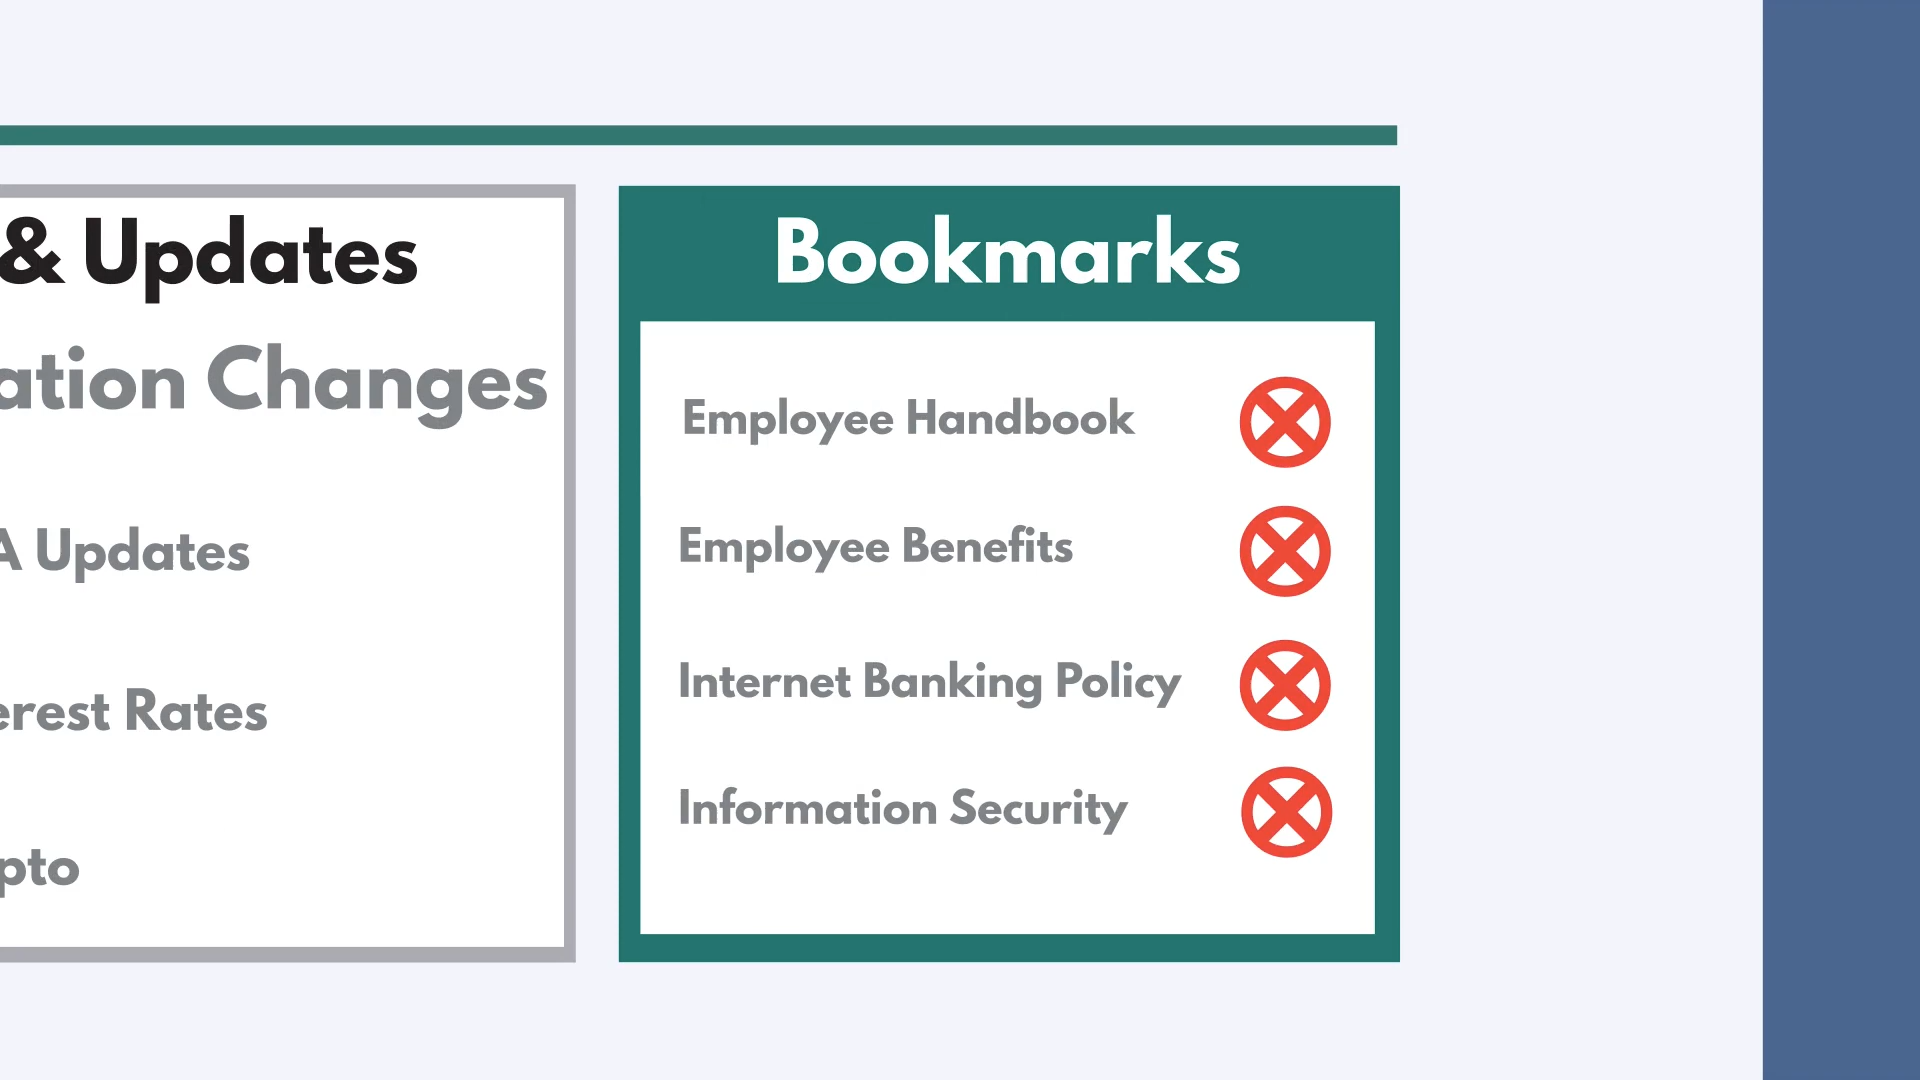 & Updates
ation Changes
A Updates
erest Rates
pto
Bookmarks
Employee Handbook
Employee Benefits
Internet Banking Policy
Information Security